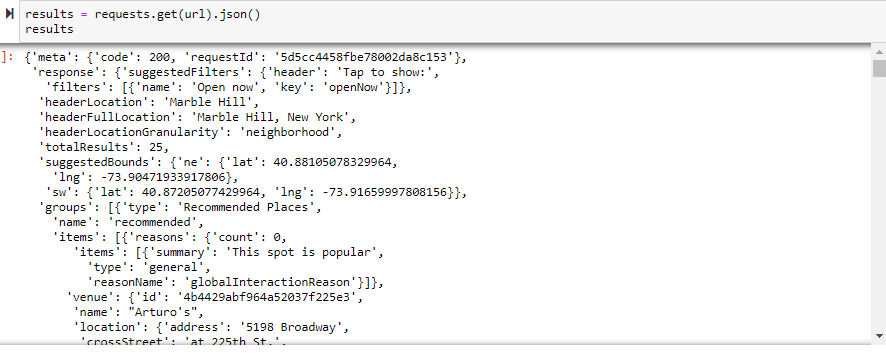 results = requests.get(url).json()
results
]: {'meta': {'code': 200, 'requestId': '5d5cc4458fbe78002da8c153'},
'response': {'suggestedFilters': {'header': 'Tap to show:',
'filters': [{'name': 'Open now', 'key': 'openNow'}]},
'headerLocation': 'Marble Hill',
'headerFullLocation': 'Marble Hill, New York',
'headerLocationGranularity': 'neighborhood',
'totalResults': 25,
'suggestedBounds': {'ne': {'lat': 40.88105078329964,
'lng': -73.90471933917806},
'sw': {'lat': 40.87205077429964, 'lng': -73.91659997808156}},
'groups': [{'type': 'Recommended Places',
'name': 'recommended',
'items': [{'reasons': {'count': 0,
'items': [{'summary': 'This spot is popular',
'type': 'general',
'reasonName': 'globalInteractionReason'}]},
'venue': {'id': '4b4429abf964a52037f225e3',
'name': "Arturo's",
'location': {'address': '5198 Broadway',
'crossStreet': 'at 225th St.',